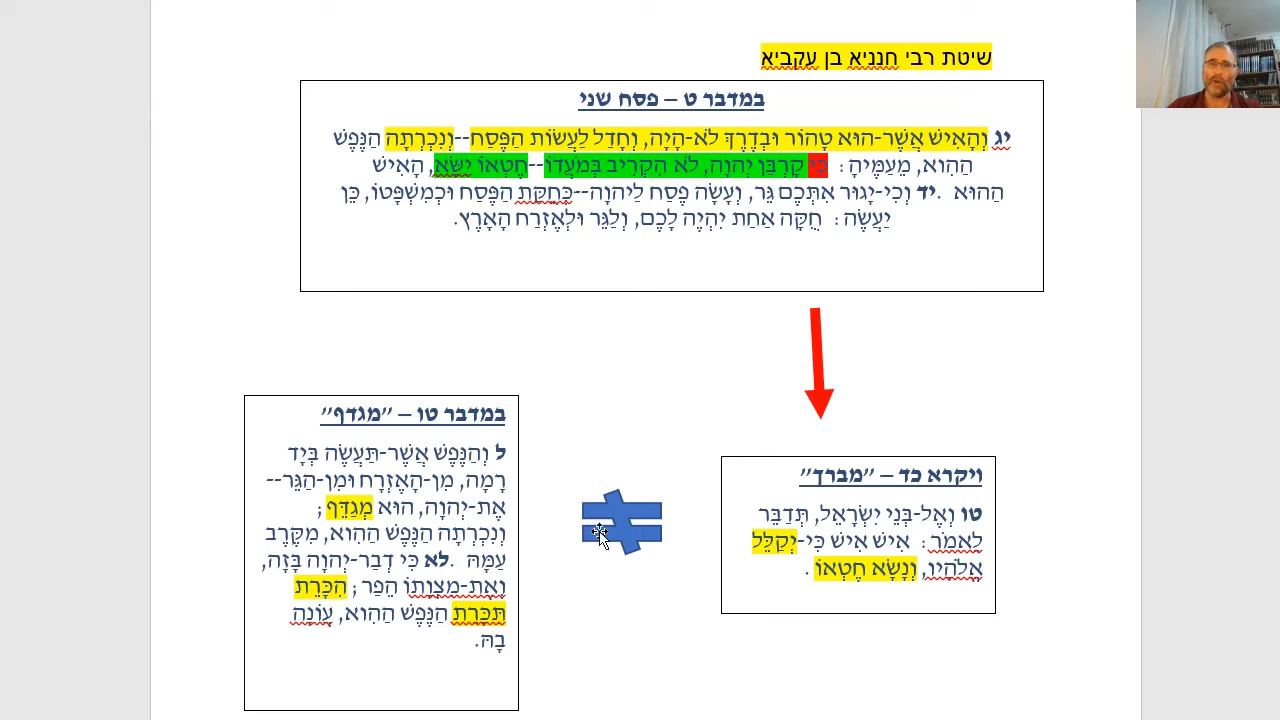 שיטת רבי חנניא בן עקביא
במדבר ט – פסח שני
יג וְהָאִישׁ אֲשֶׁר-הוּא טָהוֹר וּבְדֶרֶךְ לֹא-הָיָה, וְחָדַל לַעֲשׂוֹת הַפֶּסַח--וְנִכְרְתָה הַנֶּפֶשׁ
הַהִוא, מֵעַמֶּיהָ: כִּי קָרְבַּן יְהוָה, לֹא הִקְרִיב בְּמֹעֲדוֹ--חֶטְאוֹ יִשָּׂא, הָאִישׁ
הַהוּא. יד וְכִי-יָגוּר אִתְּכֶם גֵּר, וְעָשָׂה פֶסַח לַיהוָה--כְּחֻקַּת הַפֶּסַח וּכְמִשְׁפָּטוֹ, כֵּן
יַעֲשֶׂה: חֻקָּה אַחַת יִהְיֶה לָכֶם, וְלַגֵּר וּלְאֶזְרַח הָאָרֶץ.
ויקרא כד – "מברך"
טו וְאֶל-בְּנֵי יִשְׂרָאֵל, תְּדַבֵּר
לֵאמֹר: אִישׁ אִישׁ כִּי-יְקַלֵּל
אֱלֹהָיו, וְנָשָׂא חֶטְאוֹ.
במדבר טו – "מגדף"
ל וְהַנֶּפֶשׁ אֲשֶׁר-תַּעֲשֶׂה בְּיָד
רָמָה, מִן-הָאֶזְרָח וּמִן-הַגֵּר--
אֶת-יְהוָה, הוּא מְגַדֵּף;
וְנִכְרְתָה הַנֶּפֶשׁ הַהִוא, מִקֶּרֶב
עַמָּהּ. לא כִּי דְבַר-יְהוָה בָּזָה,
וְאֶת-מִצְוָתוֹ הֵפַר; הִכָּרֵת
תִּכָּרֵת הַנֶּפֶשׁ הַהִוא, עֲוֺנָה
בָהּ.